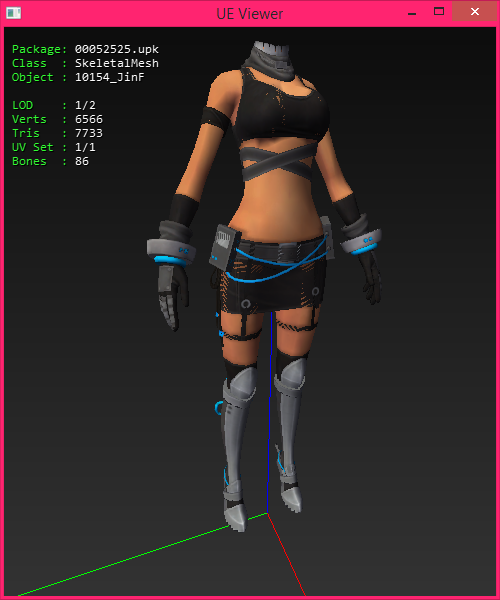 UE Viewer
Package: 00052525.upk
Class  : SkeletalMesh
Object : 10154_JinF
LOD    : 1/2
Verts  : 6566
Tris   : 7733
UV Set : 1/1
Bones  : 86